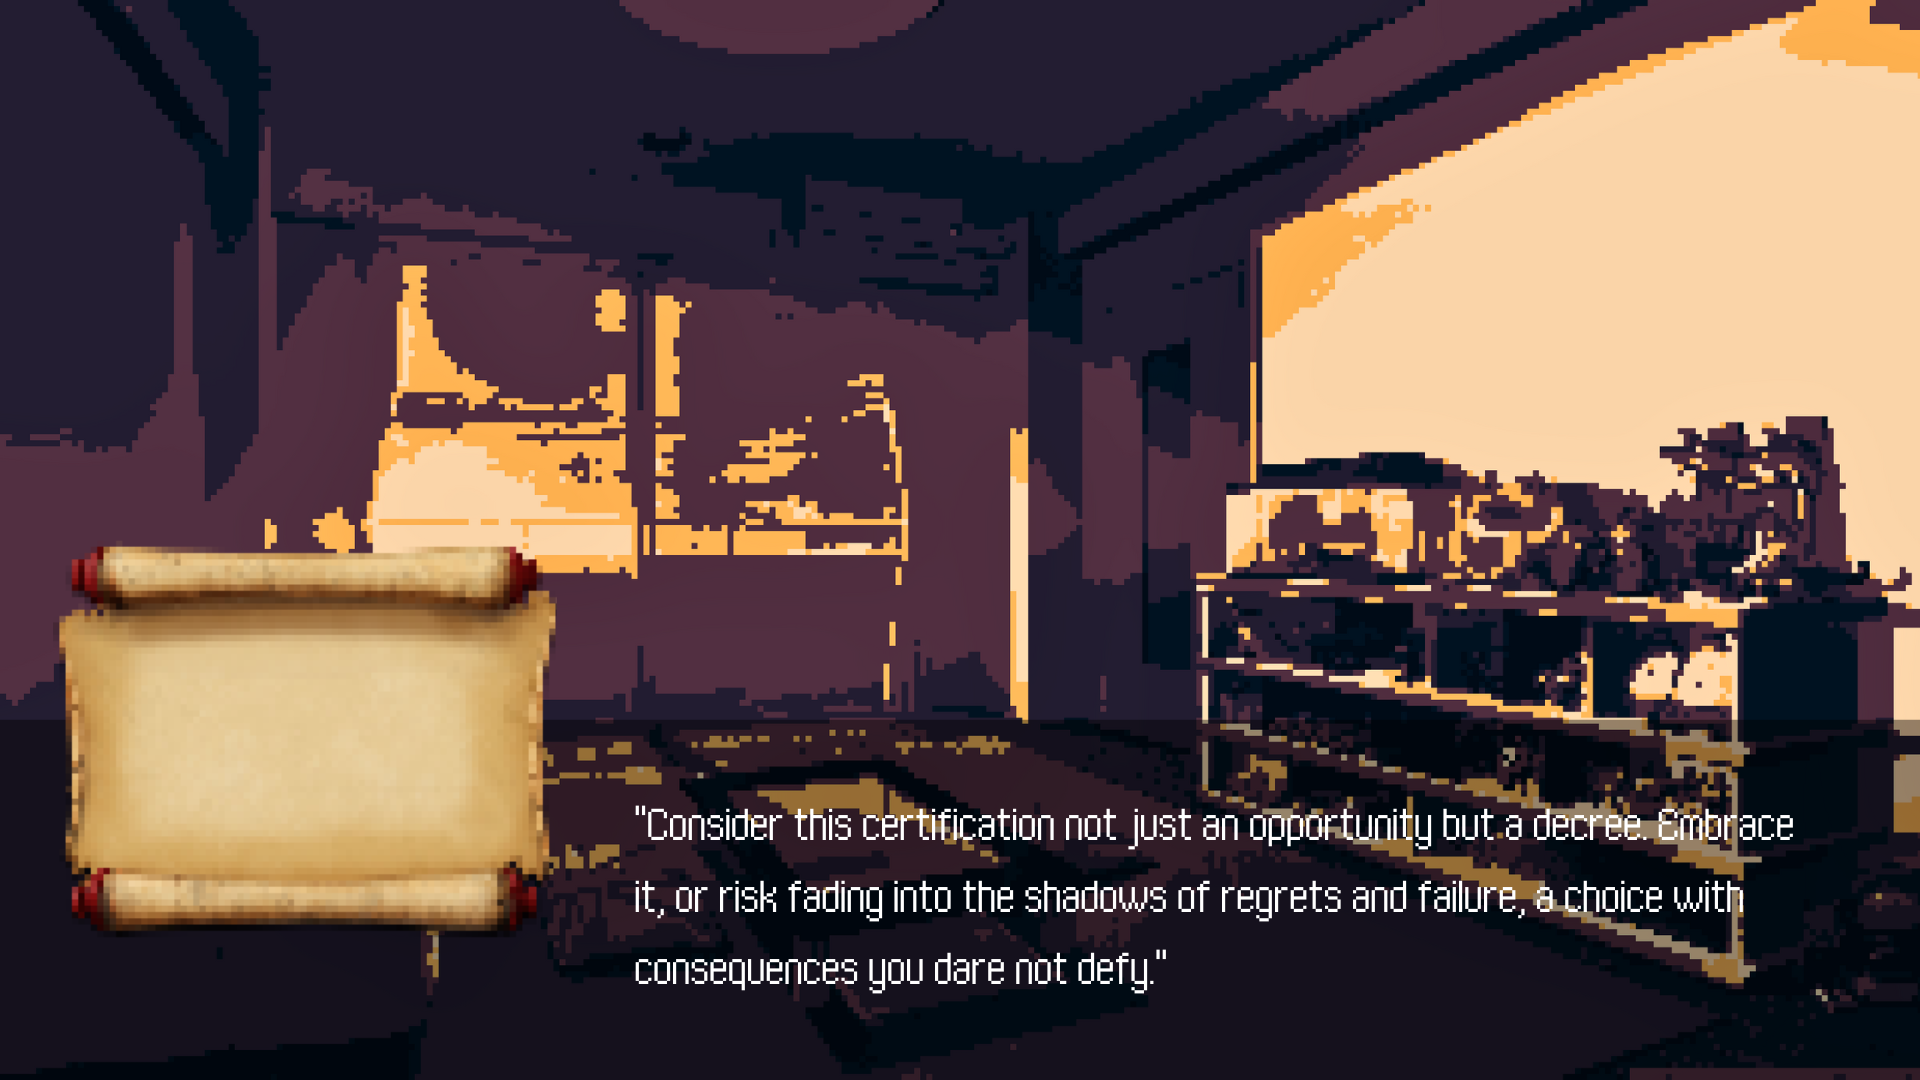 "Consider this certification not just an opportunity but a decree. Embrace
it, or risk fading into the shadows of regrets and failure, a choice with
consequences you dare not defy."